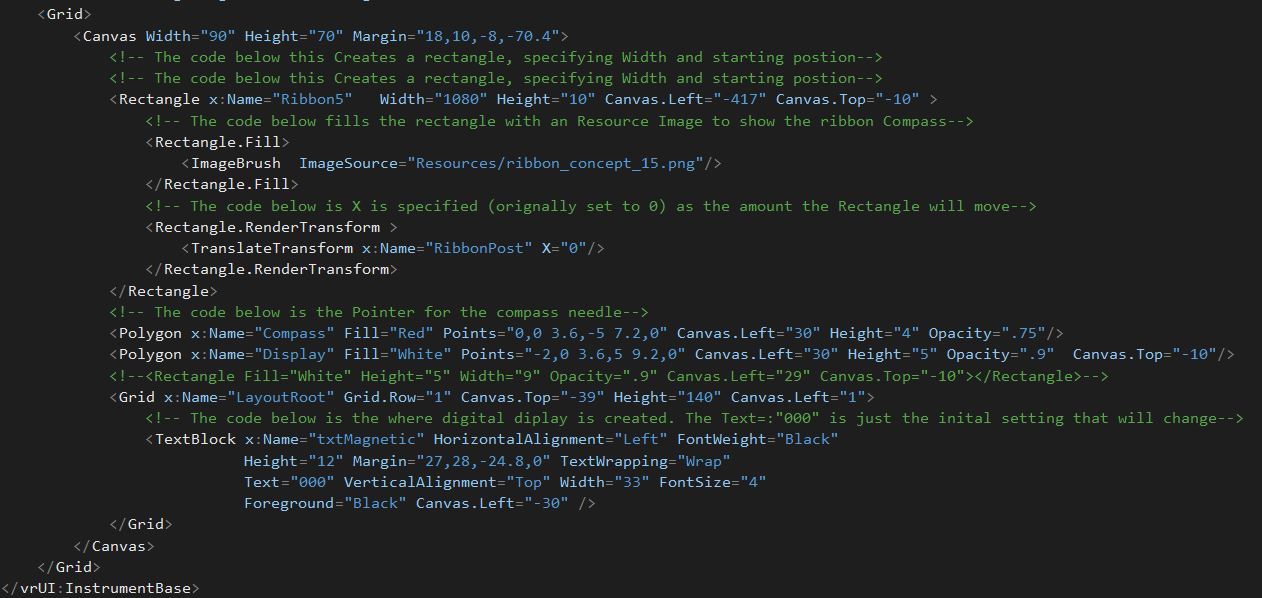 <Grid>
<Canvas Width="90" Height="70" Margin="18,10,-8,-70.4">
<!-- The code below this Creates a rectangle, specifying Width and starting postion-->
<!-- The code below this Creates a rectangle, specifying Width and starting postion-->
<Rectangle x:Name="Ribbon5"   Width="1080" Height="10" Canvas.Left="-417" Canvas.Top="-10" >
<!-- The code below fills the rectangle with an Resource Image to show the ribbon Compass-->
<Rectangle.Fill>
<ImageBrush  ImageSource="Resources/ribbon_concept_15.png"/>
</Rectangle.Fill>
<!-- The code below is X is specified (orignally set to 0) as the amount the Rectangle will move-->
<Rectangle.RenderTransform >
<TranslateTransform x:Name="RibbonPost" X="0"/>
</Rectangle.RenderTransform>
</Rectangle>
<!-- The code below is the Pointer for the compass needle-->
<Polygon x:Name="Compass" Fill="Red" Points="0,0 3.6,-5 7.2,0" Canvas.Left="30" Height="4" Opacity=".75"/>
<Polygon x:Name="Display" Fill="White" Points="-2,0 3.6,5 9.2,0" Canvas.Left="30" Height="5" Opacity=".9"  Canvas.Top="-10"/>
<!--<Rectangle Fill="White" Height="5" Width="9" Opacity=".9" Canvas.Left="29" Canvas.Top="-10"></Rectangle>-->
<Grid x:Name="LayoutRoot" Grid.Row="1" Canvas.Top="-39" Height="140" Canvas.Left="1">
<!-- The code below is the where digital diplay is created. The Text=:"000" is just the inital setting that will change-->
<TextBlock x:Name="txtMagnetic" HorizontalAlignment="Left" FontWeight="Black"
Height="12" Margin="27,28,-24.8,0" TextWrapping="Wrap"
Text="000" VerticalAlignment="Top" Width="33" FontSize="4"
Foreground="Black" Canvas.Left="-30" />
</Grid>
</Canvas>
</Grid>
</vrUI:InstrumentBase>